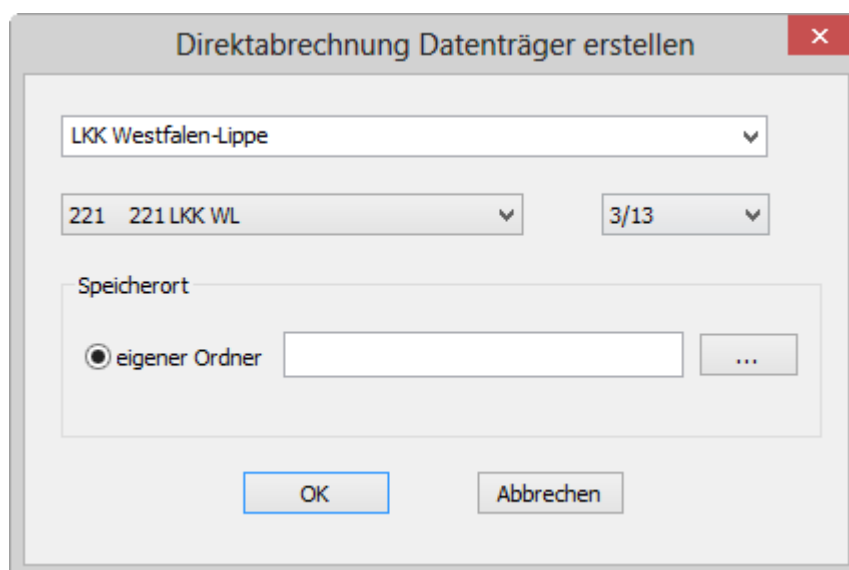 Direktabrechnung Datenträger erstellen
LKK Westfalen-Lippe
221 221 LKK WL 3/13
Speicherort
eigener Ordner ...
OK Abbrechen